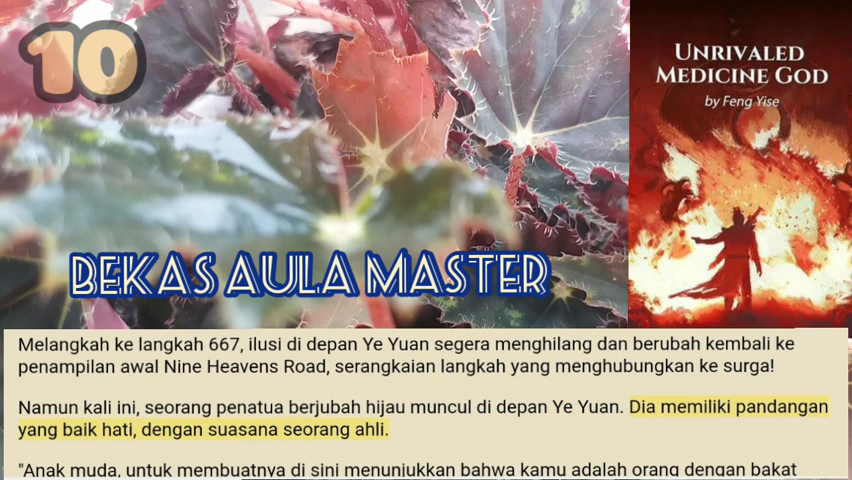 10
UNRIVALED
MEDICINE GOD
by Feng Yise
BEKAS AULA MASTER
Melangkah ke langkah 667, ilusi di depan Ye Yuan segera menghilang dan berubah kembali ke
penampilan awal Nine Heavens Road, serangkaian langkah yang menghubungkan ke surga!
Namun kali ini, seorang penatua berjubah hijau muncul di depan Ye Yuan. Dia memiliki pandangan
yang baik hati, dengan suasana seorang ahli.
"Anak muda, untuk membuatnya di sini menunjukkan bahwa kamu adalah orang dengan bakat